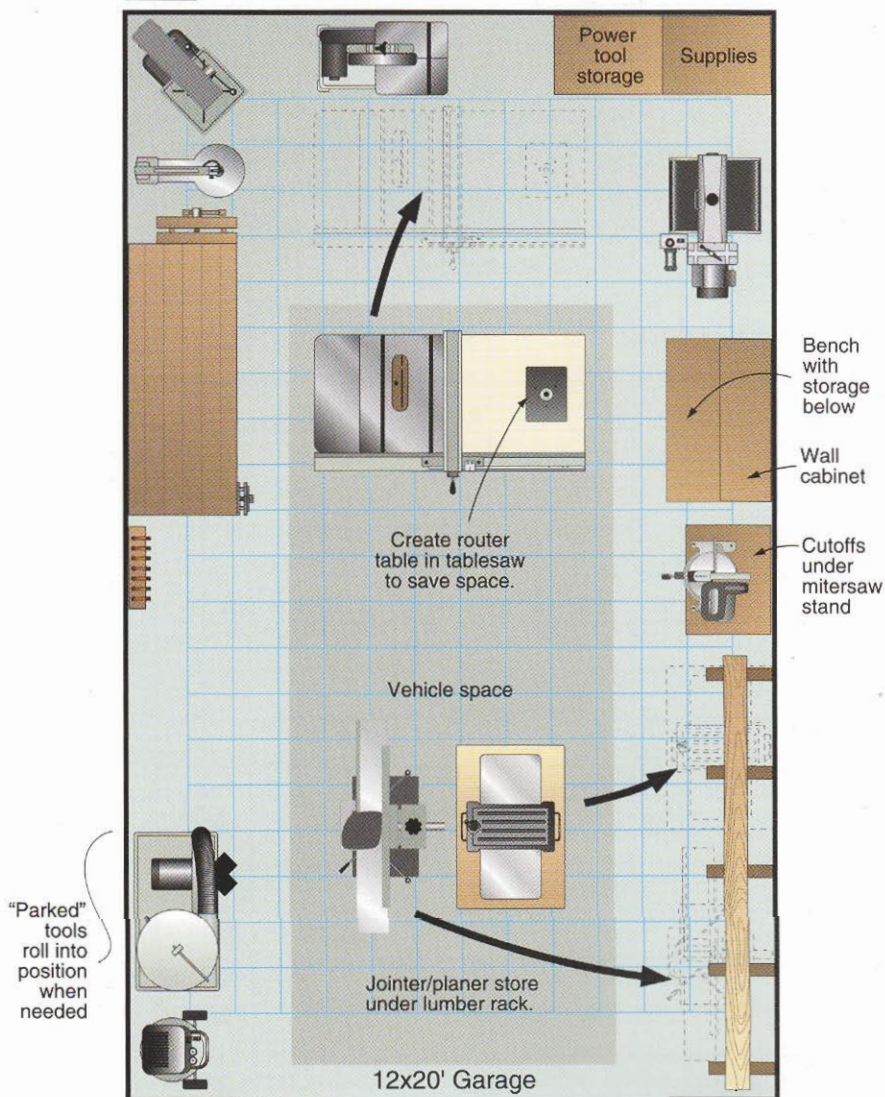 Power
tool
storage
Supplies
Bench
with
storage
below
Wall
cabinet
Create router
table in tablesaw
to save space.
Cutoffs
under
mitersaw
stand
Vehicle space
"Parked"
tools
roll into
position
when
needed
Jointer/planer store
under lumber rack.
12x20' Garage